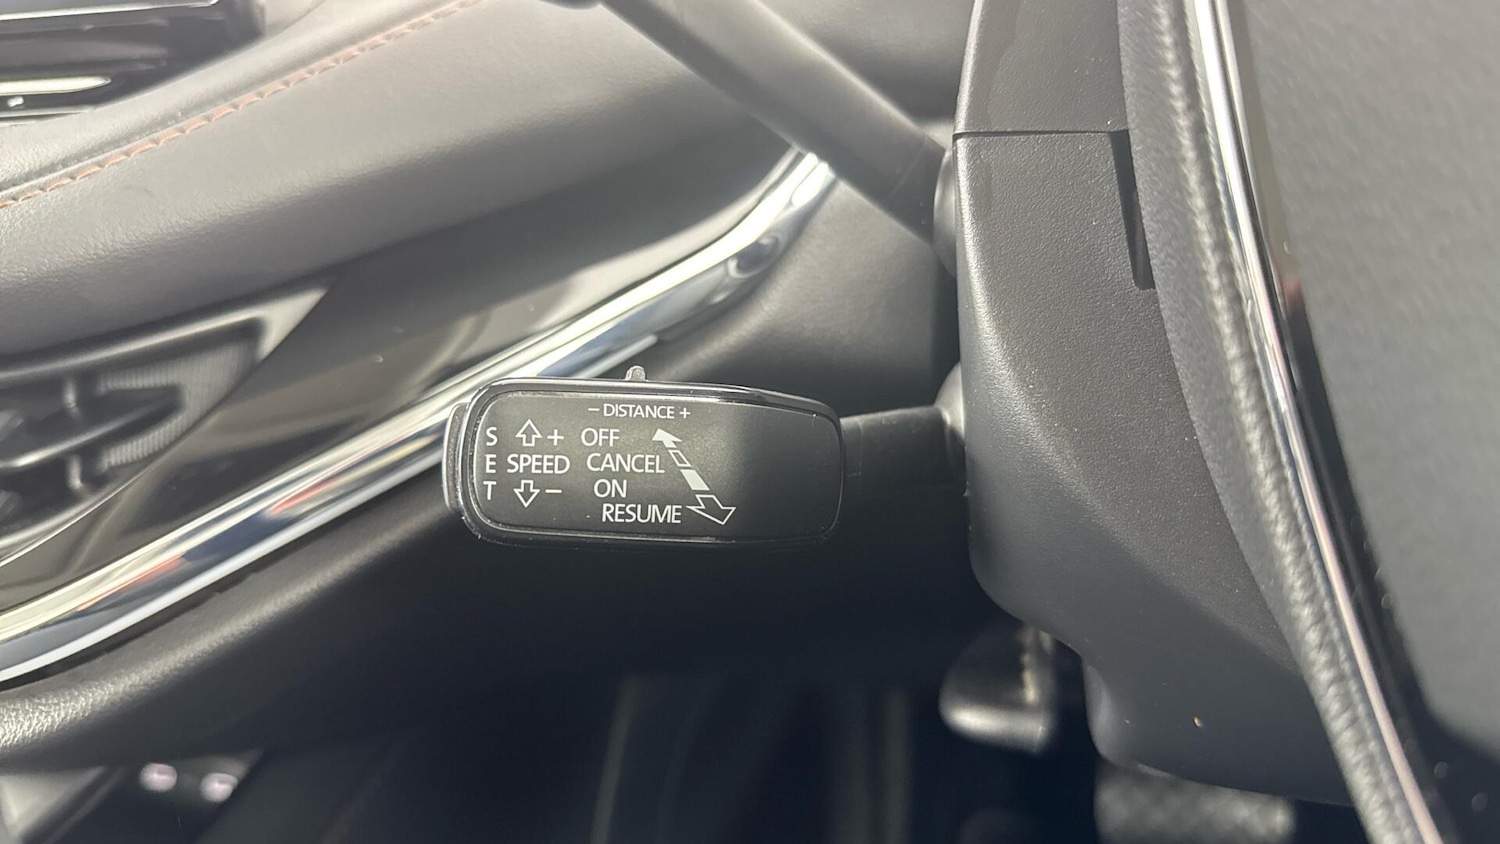 − DISTANCE +
S + OFF
E SPEED CANCEL
T − ON
RESUME